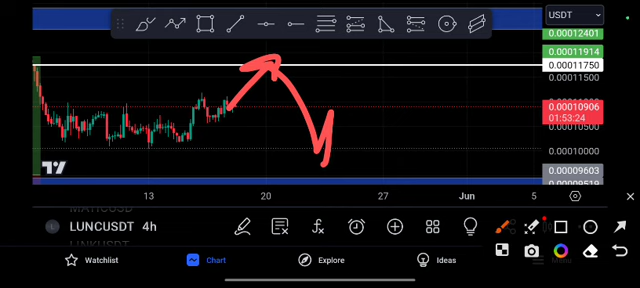 USDT
0.00012401
0.00011914
0.00011750
0.00011500
0.00010906
01:53:24
0.00010500
0.00010000
0.00009603
0.00009519
13
20
27
Jun
5
LUNCUSDT 4h
LINKUSDT
Watchlist
Chart
Explore
Ideas